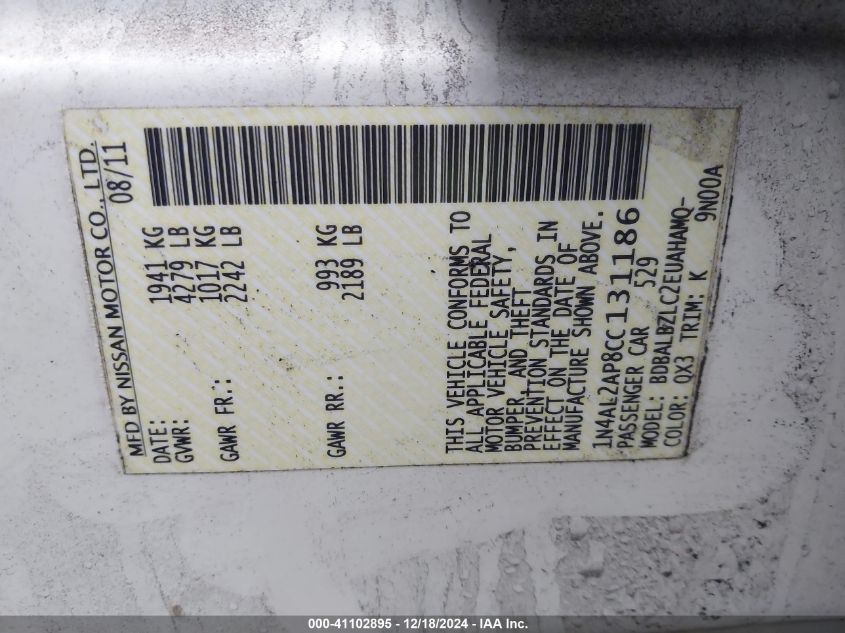 MFD BY NISSAN MOTOR CO., LTD.
DATE: 08/11
GVWR: 1941 KG
4279 LB
GAWR FR.: 1017 KG
2242 LB
GAWR RR.: 993 KG
2189 LB
THIS VEHICLE CONFORMS TO
ALL APPLICABLE FEDERAL
MOTOR VEHICLE SAFETY,
BUMPER, AND THEFT
PREVENTION STANDARDS IN
EFFECT ON THE DATE OF
MANUFACTURE SHOWN ABOVE.
1N4AL2AP8CC131186
PASSENGER CAR 529
MODEL: BDBALBZLC2EUAHAMQ-
COLOR: QX3 TRIM: K 9N00A
000-41102895 - 12/18/2024 - IAA Inc.